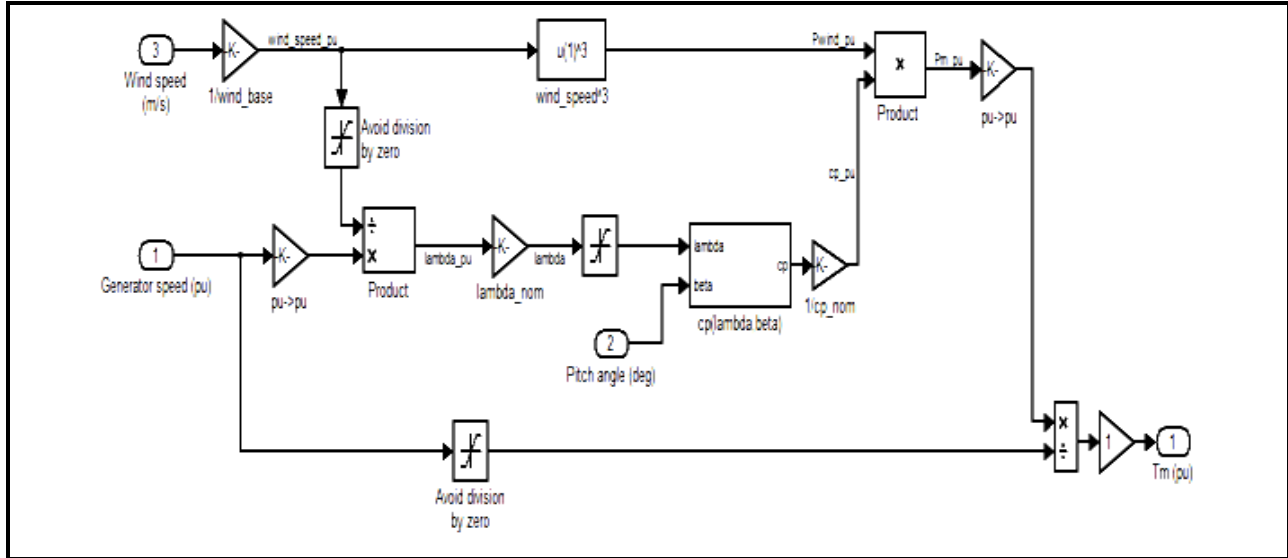 3
Wind speed
(m/s)
-K-
1/wind_base
wind_speed_pu
u(1)^3
wind_speed^3
Pwind_pu
x
Product
Pm_pu
-K-
pu->pu
Avoid division
by zero
cp_pu
1
Generator speed (pu)
-K-
pu->pu
÷
x
Product
lambda_pu
-K-
lambda_nom
lambda
lambda
beta
cp
cp(lambda.beta)
-K-
1/cp_nom
2
Pitch angle (deg)
Avoid division
by zero
x
÷
1
1
Tm (pu)